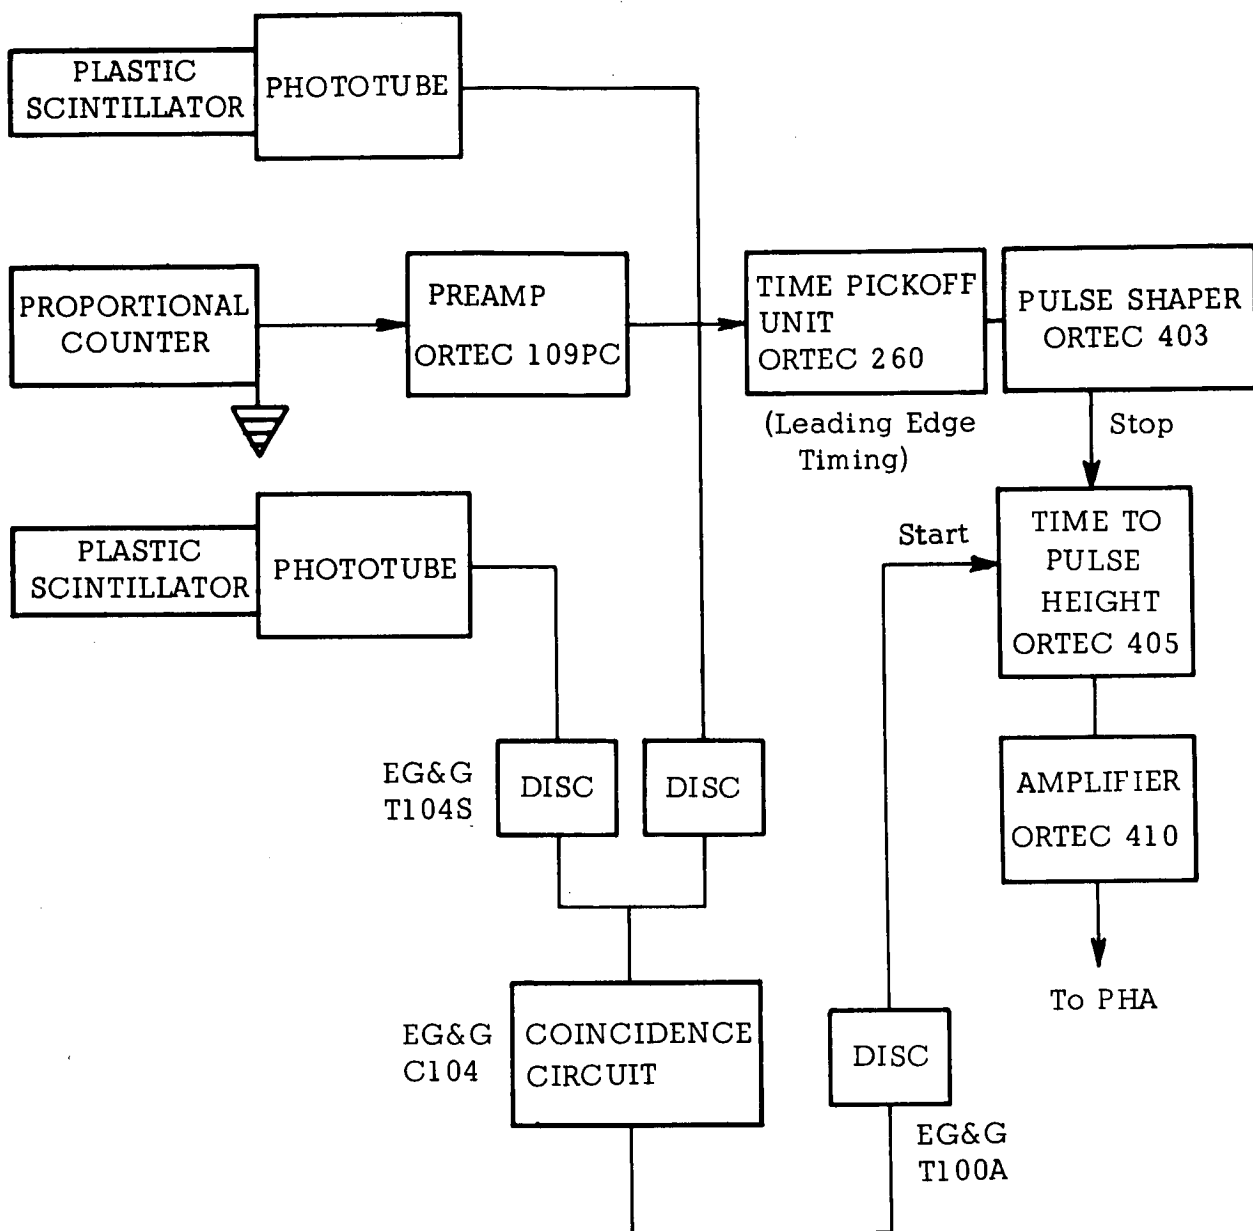 PLASTIC
SCINTILLATOR
PHOTOTUBE
PROPORTIONAL
COUNTER
PREAMP
ORTEC 109PC
TIME PICKOFF
UNIT
ORTEC 260
(Leading Edge
Timing)
PULSE SHAPER
ORTEC 403
Stop
PLASTIC
SCINTILLATOR
PHOTOTUBE
Start
TIME TO
PULSE
HEIGHT
ORTEC 405
EG&G
T104S
DISC
DISC
AMPLIFIER
ORTEC 410
To PHA
EG&G
C104
COINCIDENCE
CIRCUIT
DISC
EG&G
T100A